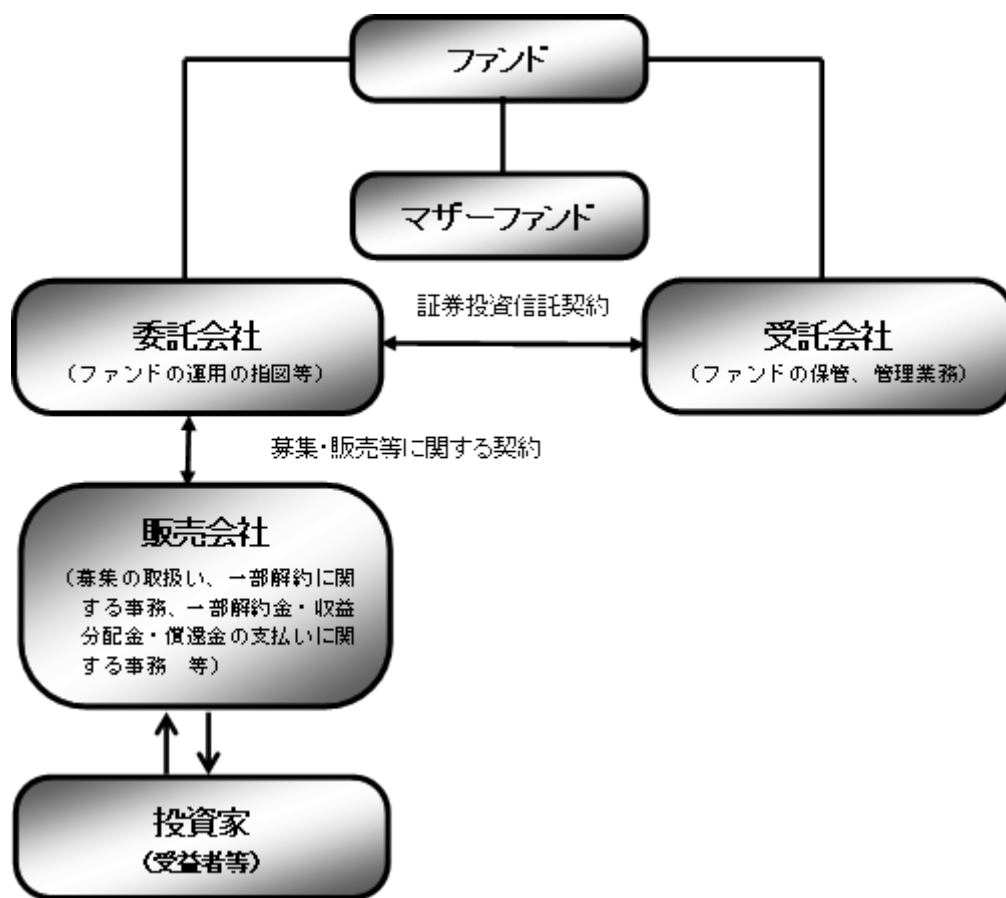 ファンド
マザーファンド
証券投資信託契約
委託会社
(ファンドの運用の指図等)
受託会社
(ファンドの保管、管理業務)
募集・販売等に関する契約
販売会社
(募集の取扱い、一部解約に関
する事務、一部解約金・収益
分配金・償還金の支払いに関
する事務　等)
投資家
(受益者等)